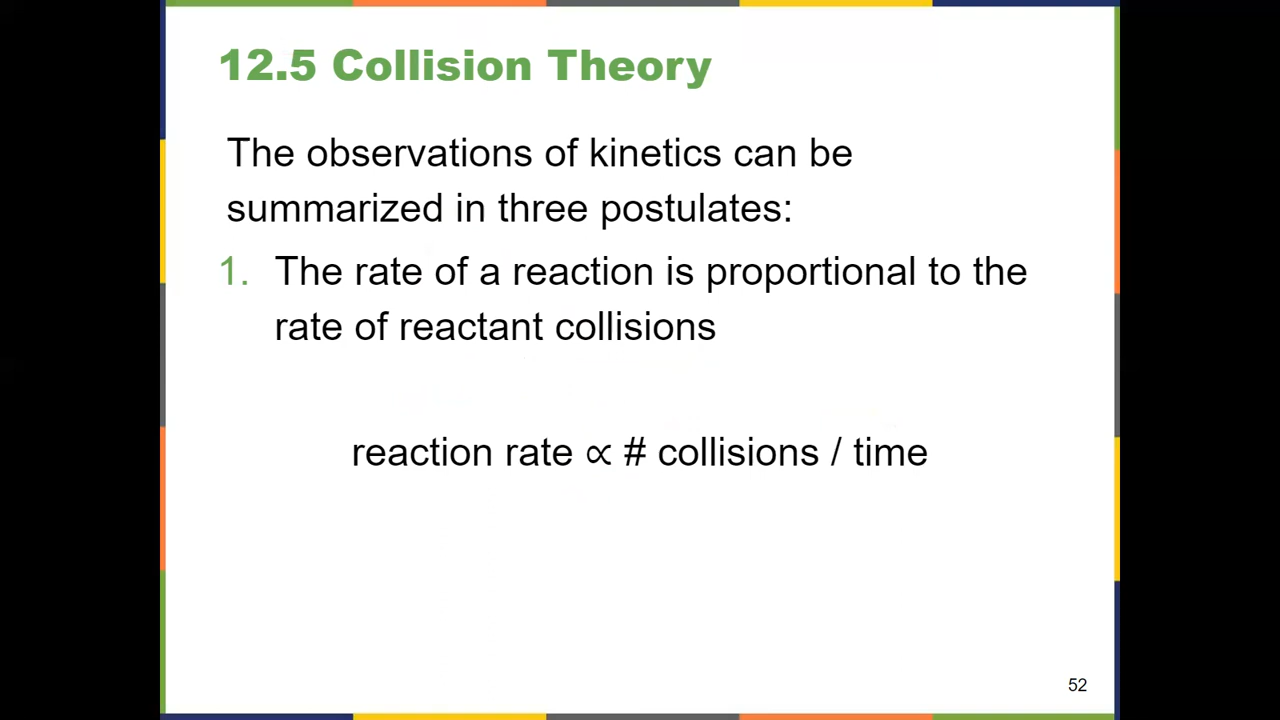 12.5 Collision Theory
The observations of kinetics can be
summarized in three postulates:
1. The rate of a reaction is proportional to the
rate of reactant collisions
reaction rate ∝ # collisions / time
52